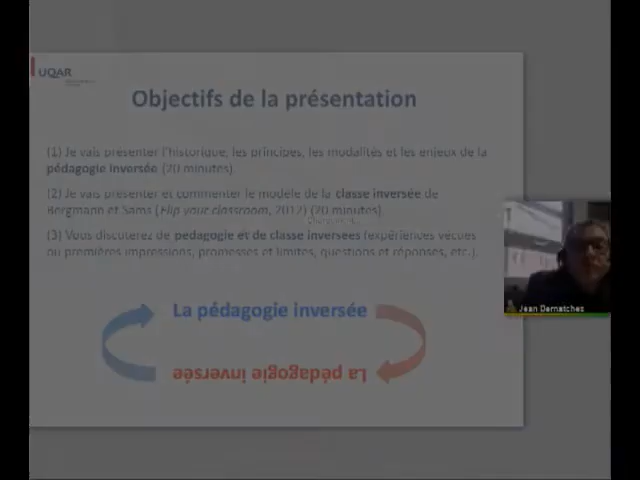 UQAR
Objectifs de la présentation
(1) Je vais présenter l'historique, les principes, les modalités et les enjeux de la
pédagogie inversée (20 minutes).
(2) Je vais présenter et commenter le modèle de la classe inversée de
Bergmann et Sams (Flip your classroom, 2012) (20 minutes).
Chargement...
(3) Vous discuterez de pédagogie et de classe inversées (expériences vécues
ou premières impressions, promesses et limites, questions et réponses, etc.).
Jean Dematchez
La pédagogie inversée
La pédagogie inversée